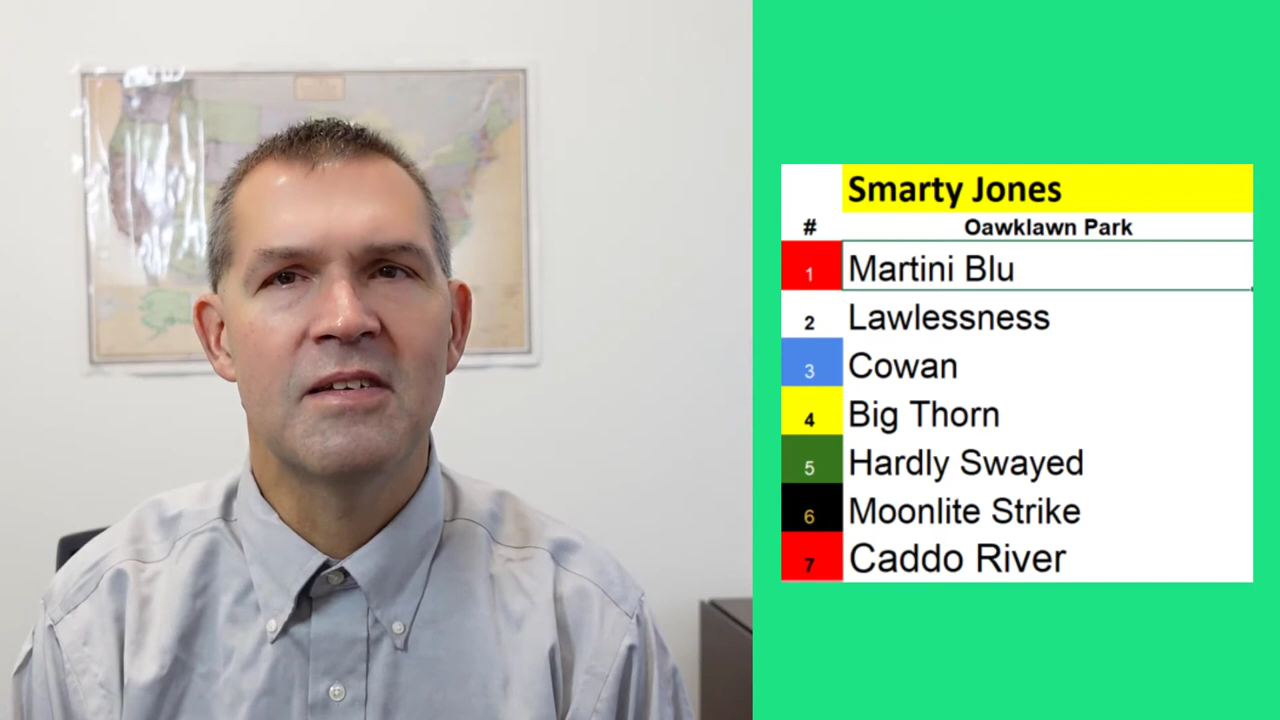 Smarty Jones
# Oawklawn Park
1 Martini Blu
2 Lawlessness
3 Cowan
4 Big Thorn
5 Hardly Swayed
6 Moonlite Strike
7 Caddo River